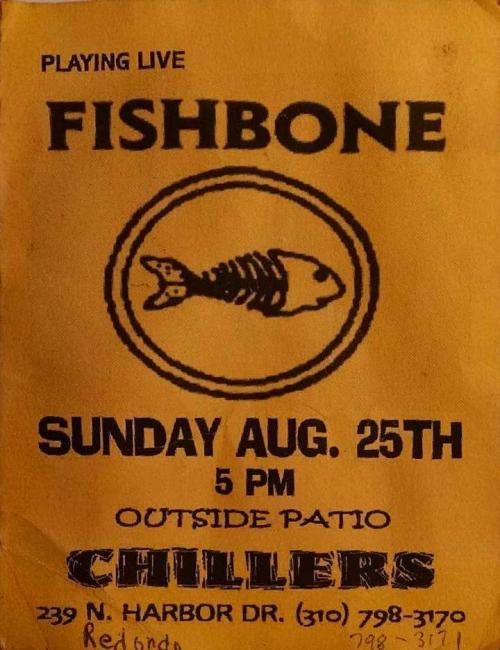 PLAYING LIVE
FISHBONE
SUNDAY AUG. 25TH
5 PM
OUTSIDE PATIO
CHILLERS
239 N. HARBOR DR. (310) 798-3170
Redondo 798-3171